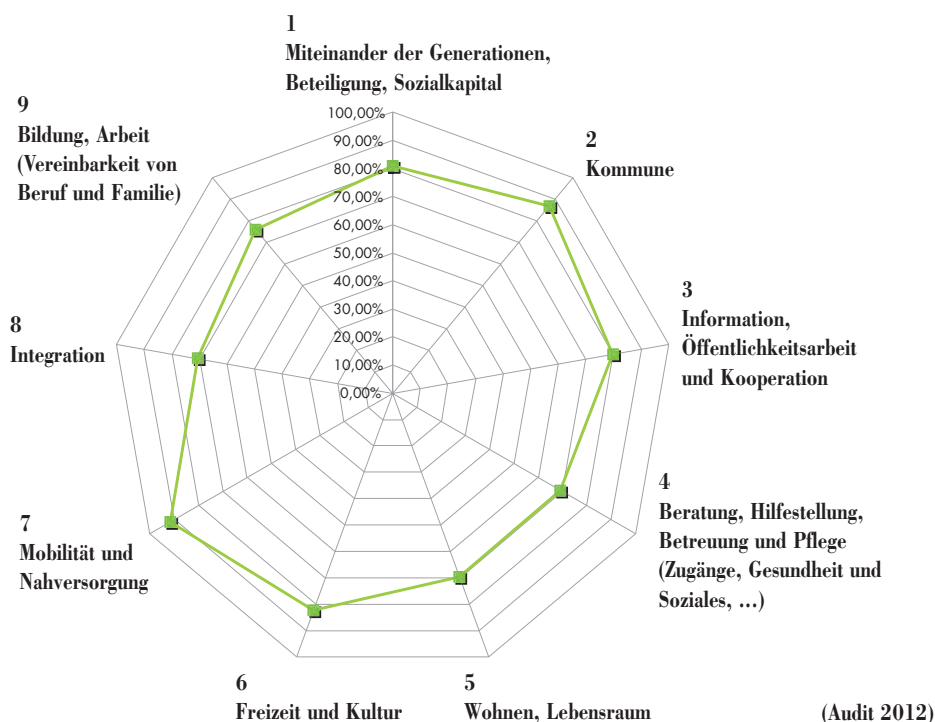 1
Miteinander der Generationen,
Beteiligung, Sozialkapital
2
Kommune
3
Information,
Öffentlichkeitsarbeit
und Kooperation
4
Beratung, Hilfestellung,
Betreuung und Pflege
(Zugänge, Gesundheit und
Soziales, ...)
5
Wohnen, Lebensraum
6
Freizeit und Kultur
7
Mobilität und
Nahversorgung
8
Integration
9
Bildung, Arbeit
(Vereinbarkeit von
Beruf und Familie)
100,00%
90,00%
80,00%
70,00%
60,00%
50,00%
40,00%
30,00%
20,00%
10,00%
0,00%
(Audit 2012)